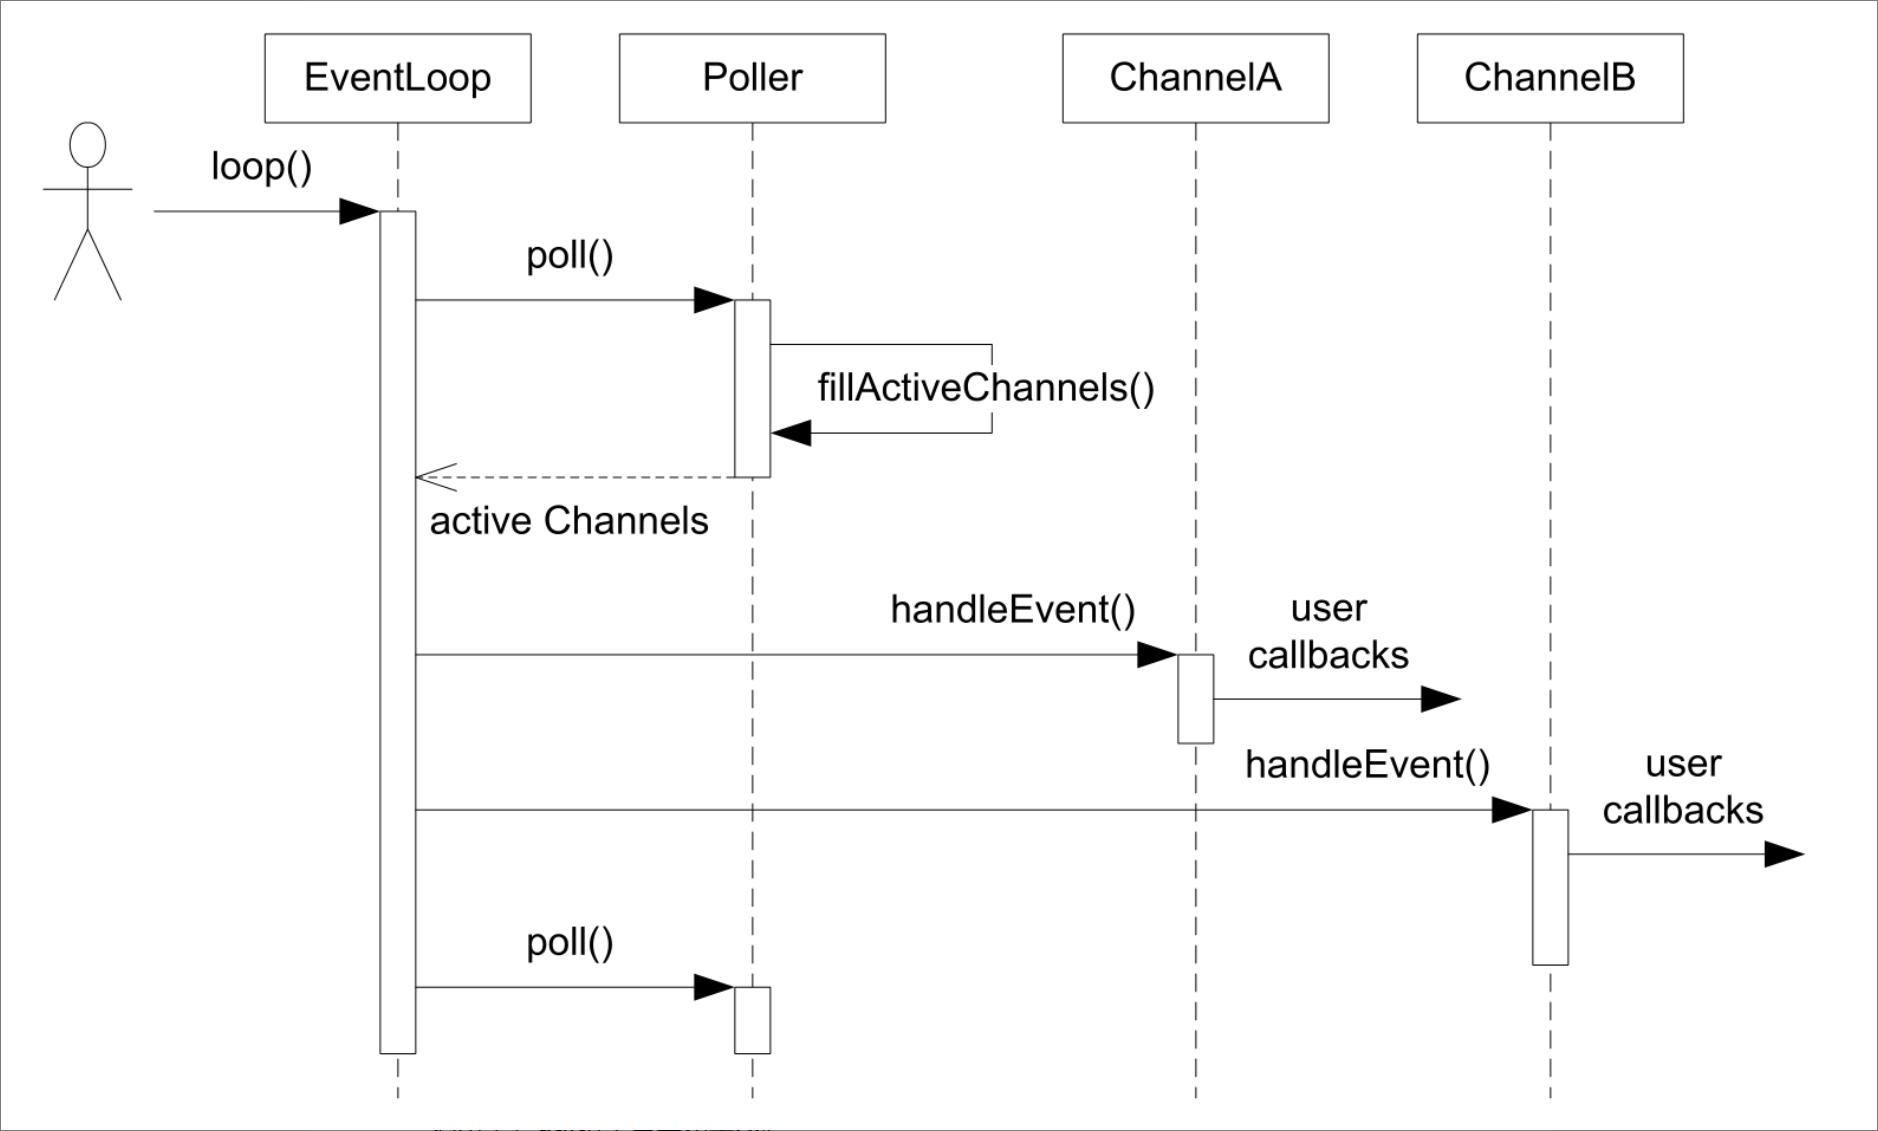 EventLoop
Poller
ChannelA
ChannelB
loop()
poll()
fillActiveChannels()
active Channels
handleEvent()
user
callbacks
handleEvent()
user
callbacks
poll()